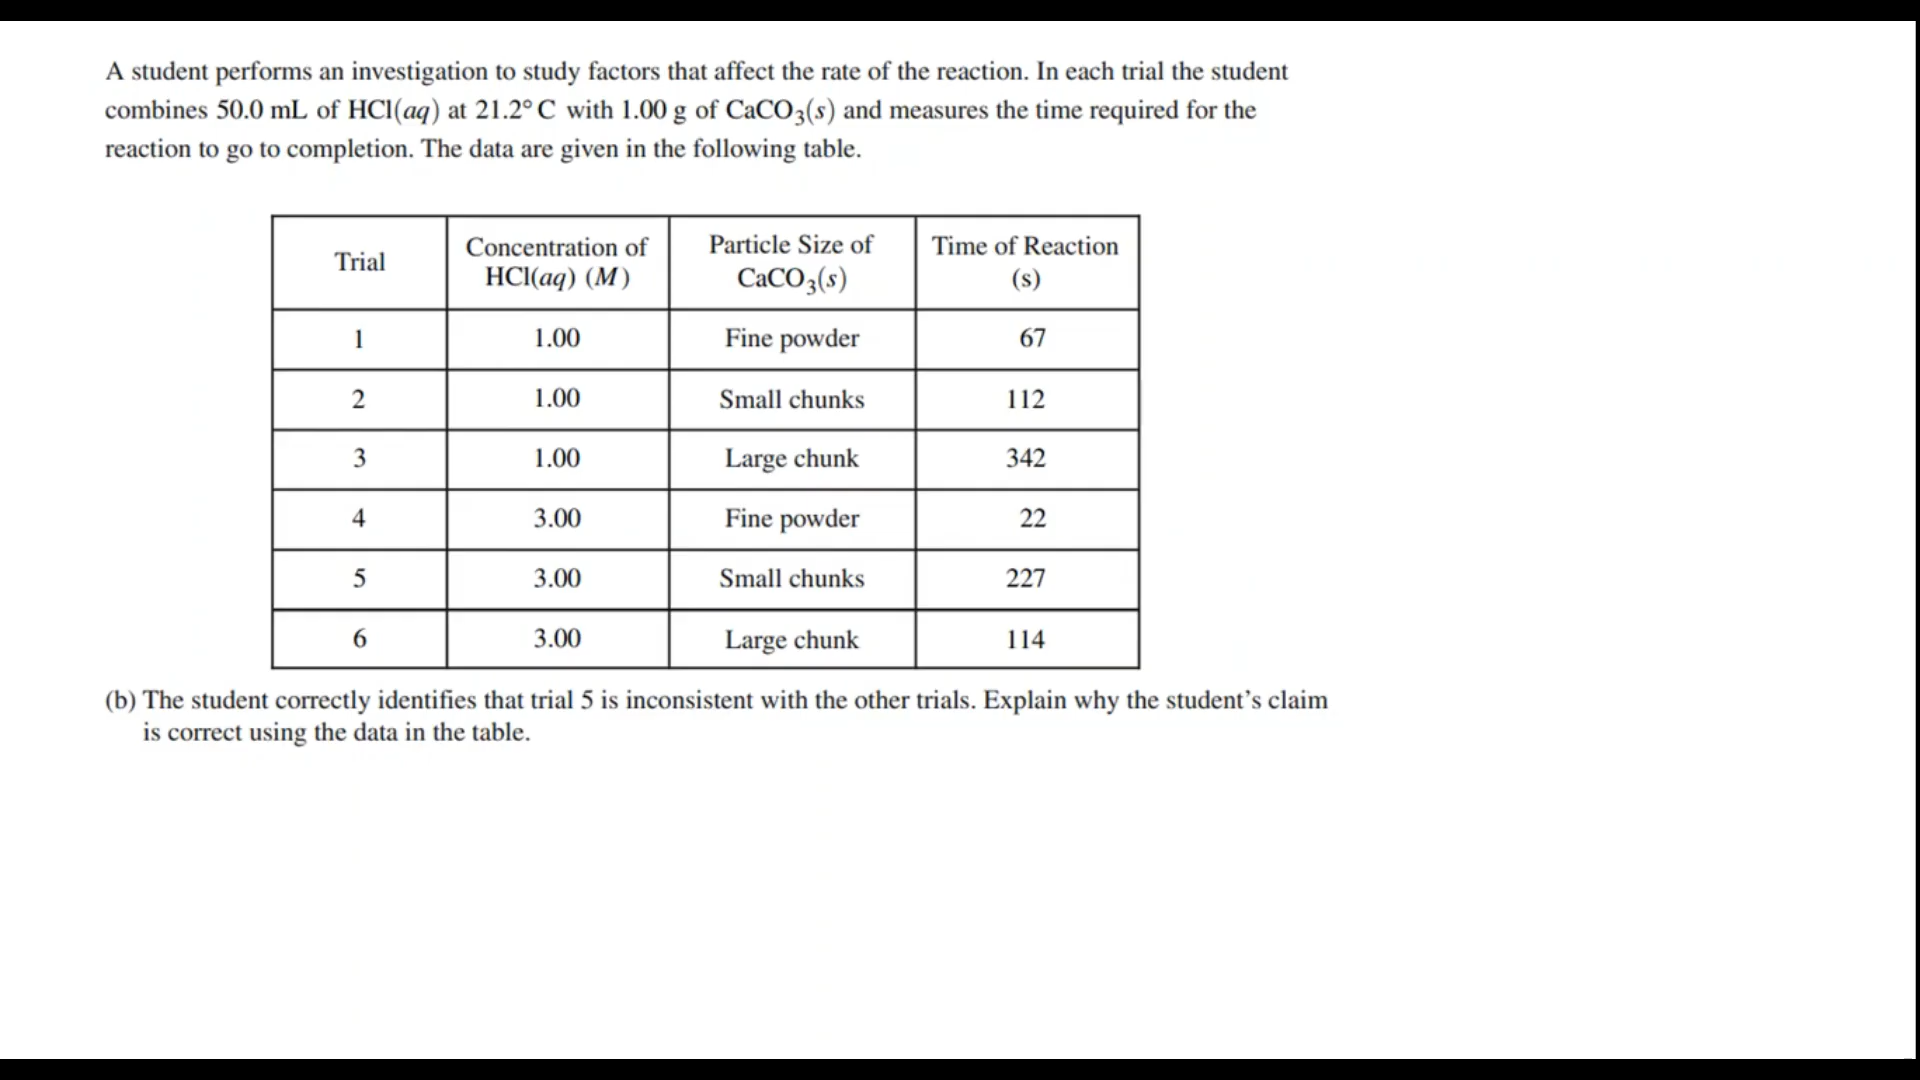 A student performs an investigation to study factors that affect the rate of the reaction. In each trial the student
combines 50.0 mL of HCl(aq) at 21.2°C with 1.00 g of CaCO₃(s) and measures the time required for the
reaction to go to completion. The data are given in the following table.
Trial | Concentration of HCl(aq) (M) | Particle Size of CaCO₃(s) | Time of Reaction (s)
1 | 1.00 | Fine powder | 67
2 | 1.00 | Small chunks | 112
3 | 1.00 | Large chunk | 342
4 | 3.00 | Fine powder | 22
5 | 3.00 | Small chunks | 227
6 | 3.00 | Large chunk | 114
(b) The student correctly identifies that trial 5 is inconsistent with the other trials. Explain why the student’s claim
is correct using the data in the table.